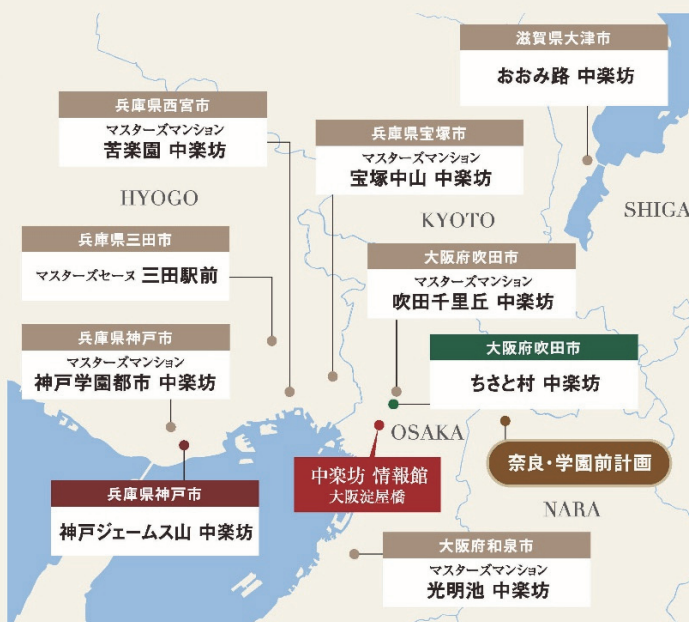 滋賀県大津市
おおみ路 中楽坊
兵庫県西宮市
マスターズマンション
苦楽園 中楽坊
兵庫県宝塚市
マスターズマンション
宝塚中山 中楽坊
HYOGO
KYOTO
SHIGA
兵庫県三田市
マスターズセーヌ 三田駅前
大阪府吹田市
マスターズマンション
吹田千里丘 中楽坊
兵庫県神戸市
マスターズマンション
神戸学園都市 中楽坊
大阪府吹田市
ちさと村 中楽坊
OSAKA
中楽坊 情報館
大阪淀屋橋
奈良・学園前計画
兵庫県神戸市
神戸ジェームス山 中楽坊
NARA
大阪府和泉市
マスターズマンション
光明池 中楽坊